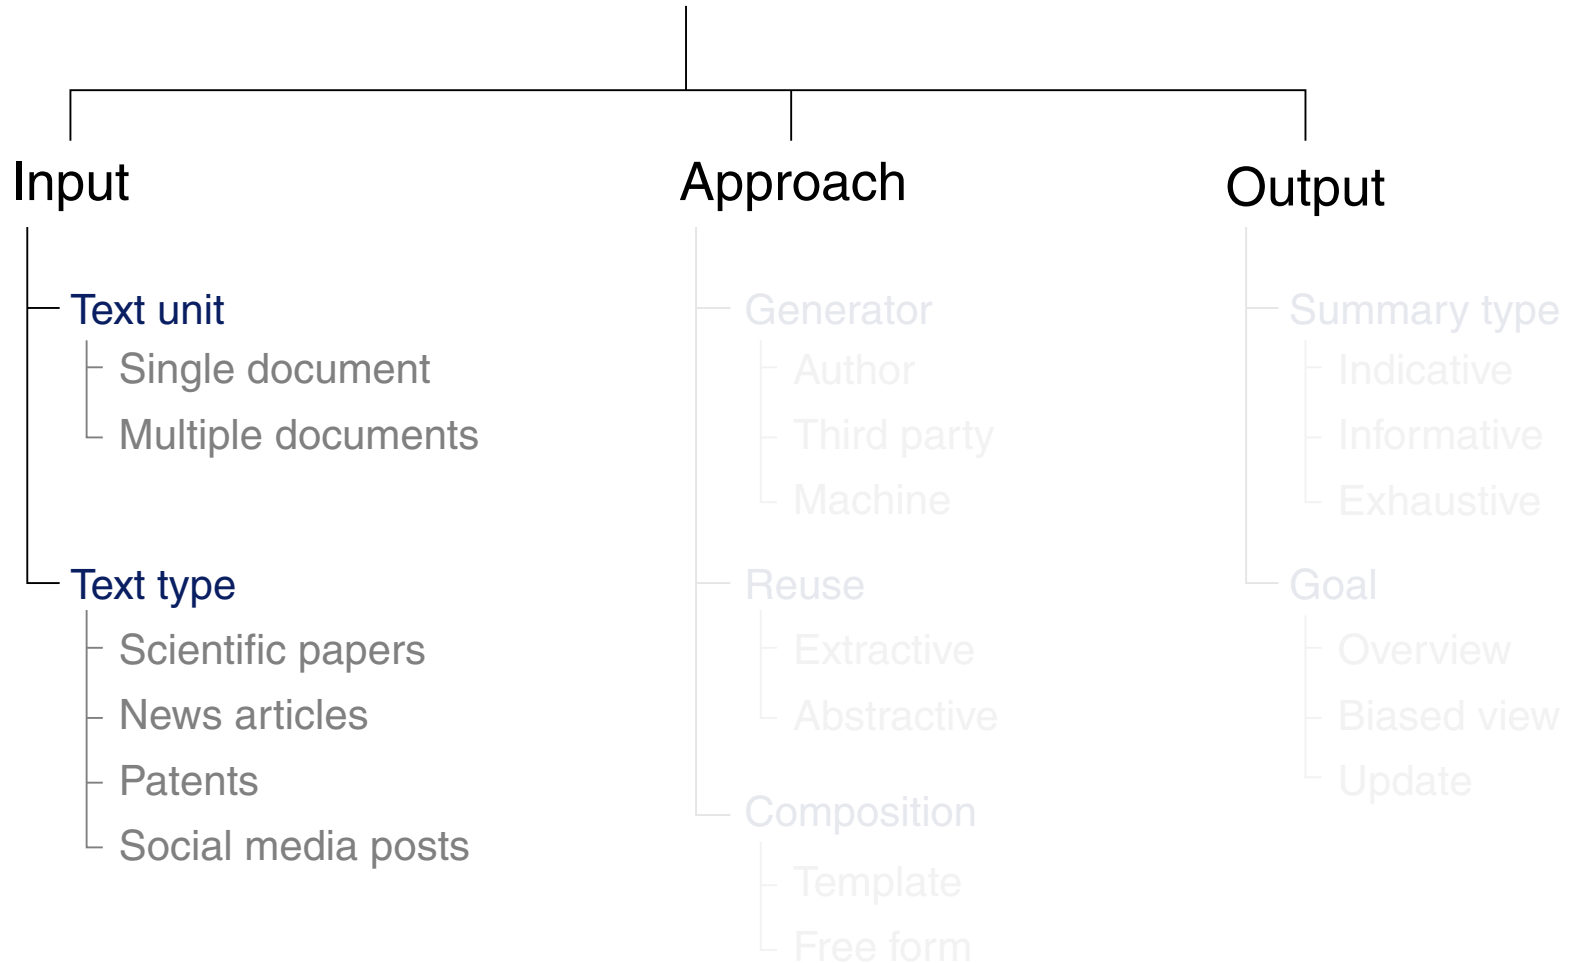 Input
Text unit
Single document
Multiple documents
Text type
Scientific papers
News articles
Patents
Social media posts
Approach
Generator
Author
Third party
Machine
Reuse
Extractive
Abstractive
Composition
Template
Free form
Output
Summary type
Indicative
Informative
Exhaustive
Goal
Overview
Biased view
Update